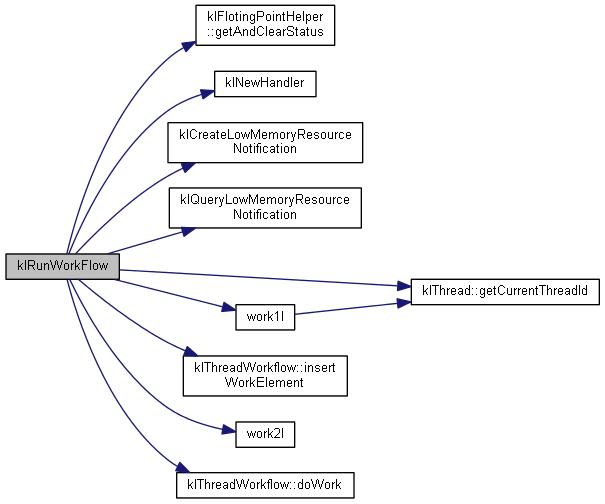 klFlotingPointHelper
::getAndClearStatus
klNewHandler
klCreateLowMemoryResource
Notification
klQueryLowMemoryResource
Notification
klRunWorkFlow
klThread::getCurrentThreadId
work1l
klThreadWorkflow::insert
WorkElement
work2l
klThreadWorkflow::doWork